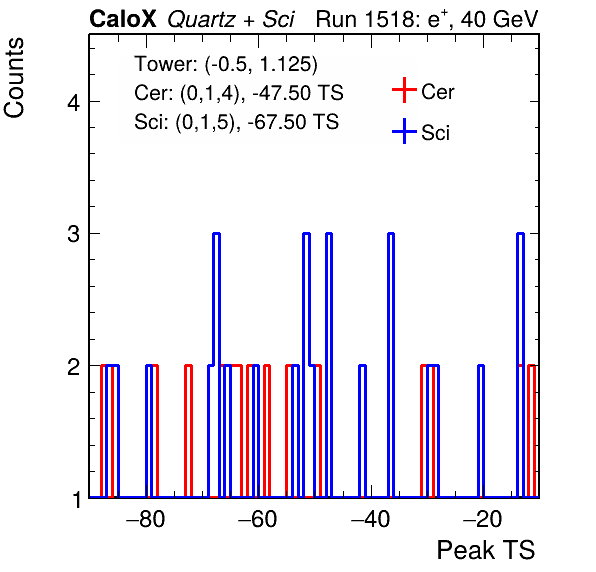 CaloX Quartz + Sci Run 1518: e⁺, 40 GeV
Counts
Tower: (-0.5, 1.125)
Cer: (0,1,4), -47.50 TS
Sci: (0,1,5), -67.50 TS
Cer
Sci
4
3
2
1
−80 −60 −40 −20
Peak TS